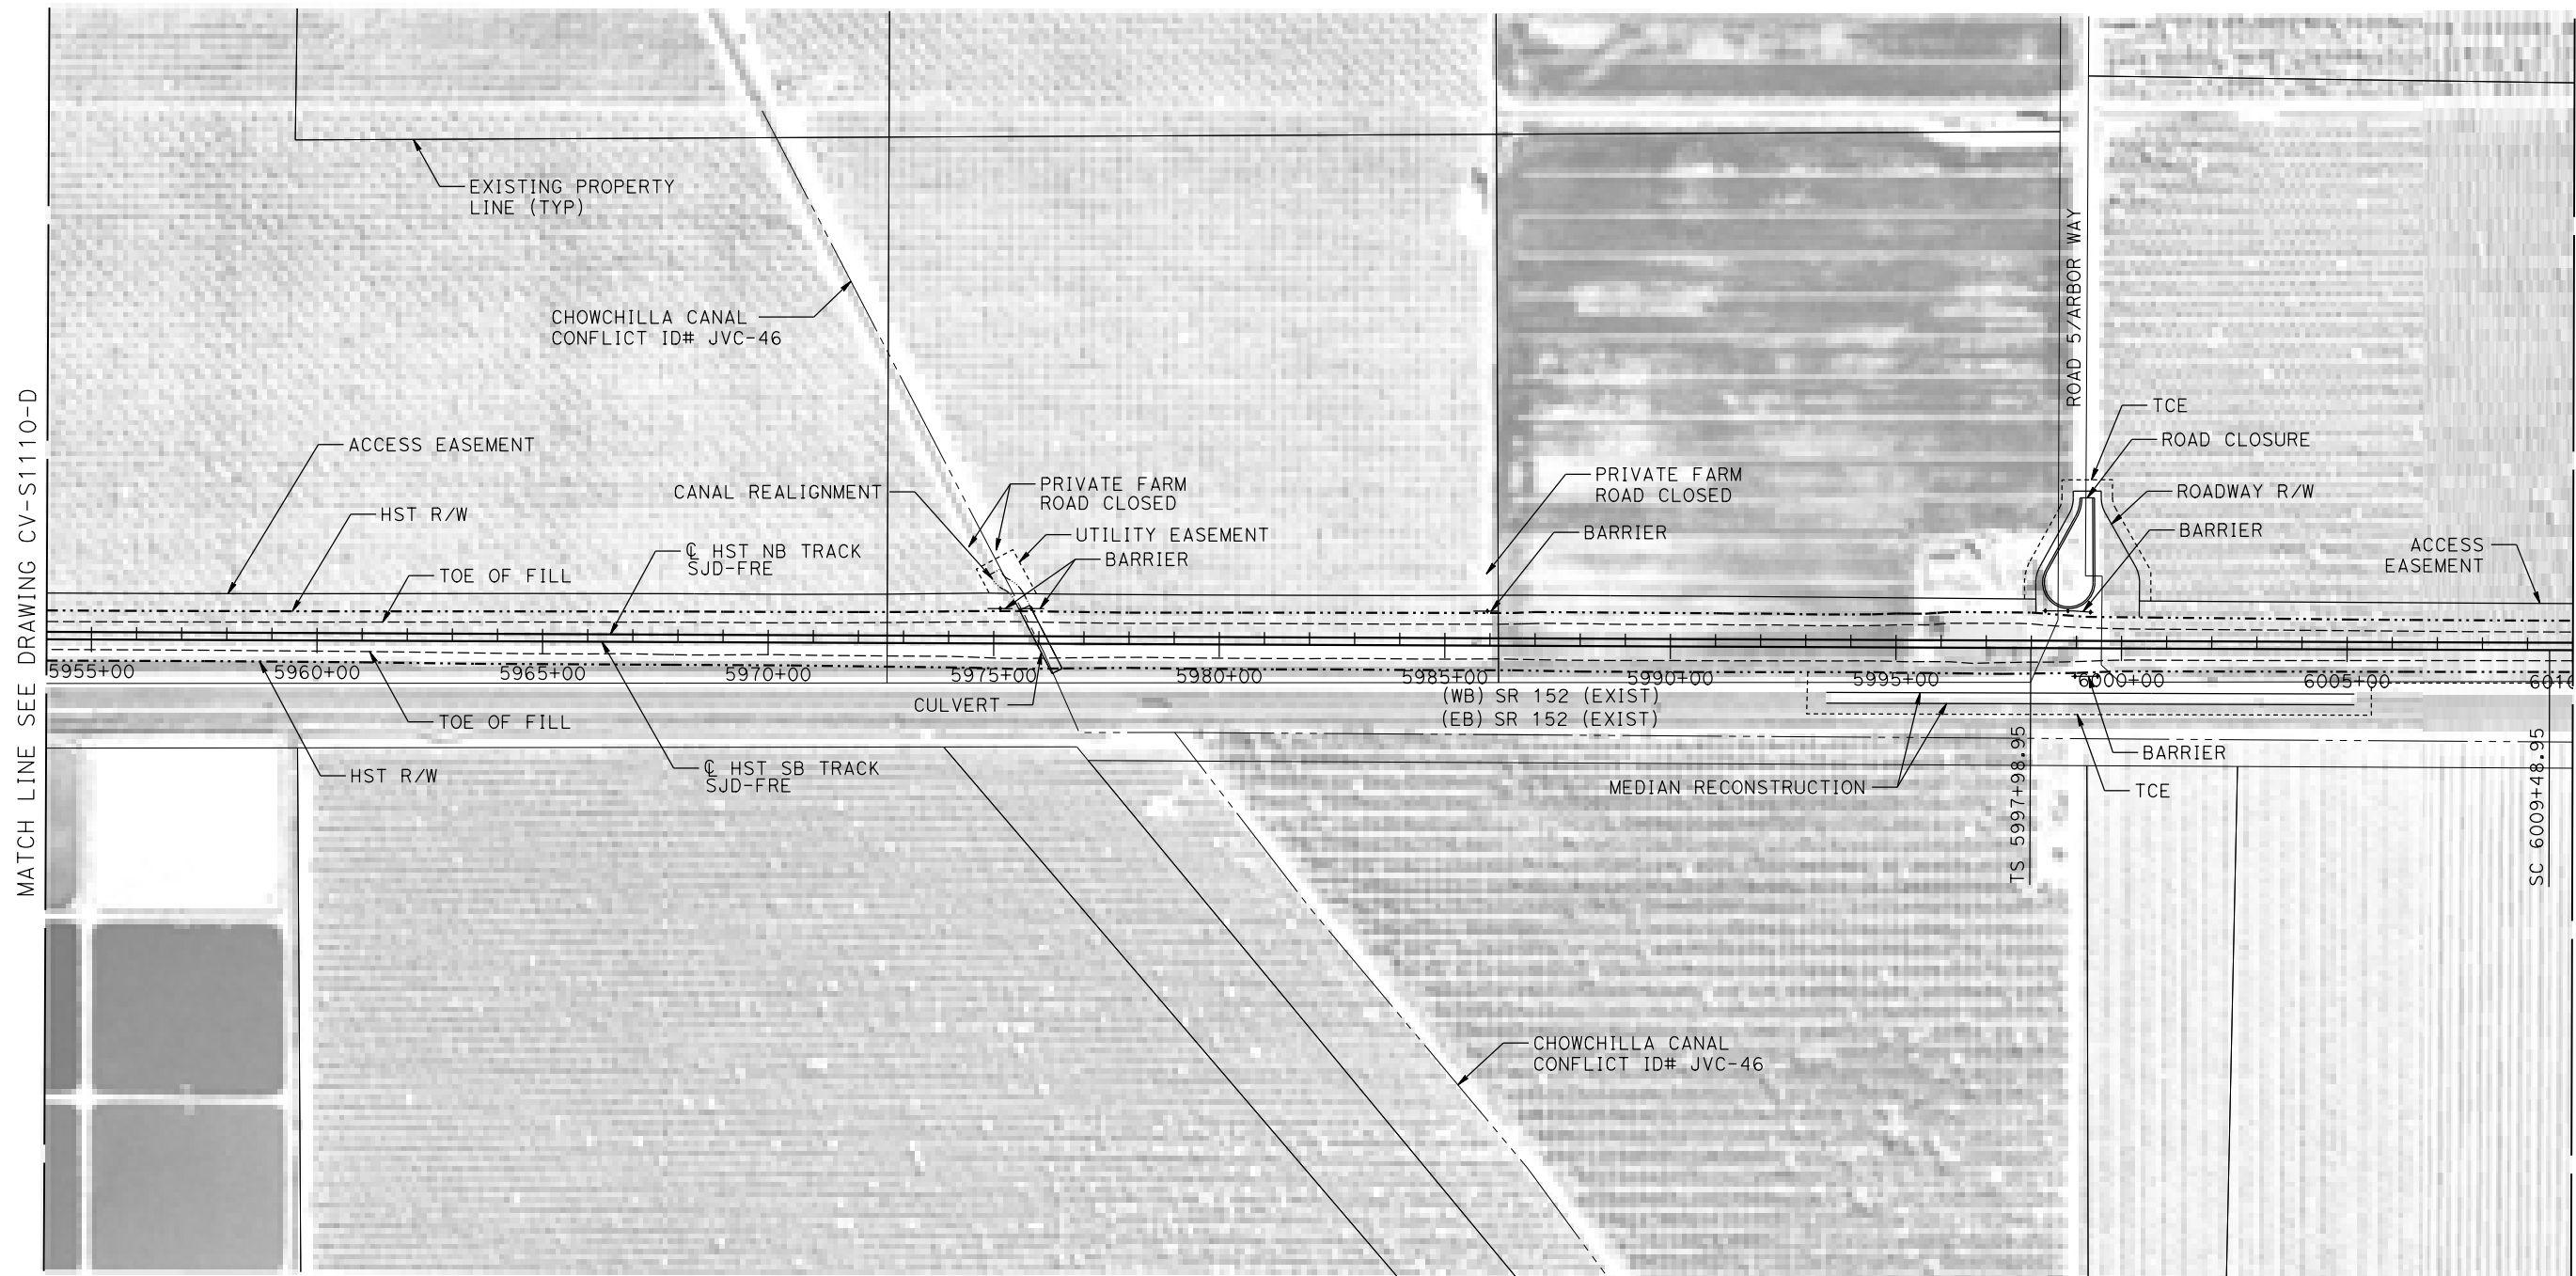 EXISTING PROPERTY
LINE (TYP)
CHOWCHILLA CANAL
CONFLICT ID# JVC-46
ROAD 5/ARBOR WAY
MATCH LINE SEE DRAWING CV-S1110-D
ACCESS EASEMENT
HST R/W
TOE OF FILL
℄ HST NB TRACK
SJD-FRE
CANAL REALIGNMENT
PRIVATE FARM
ROAD CLOSED
UTILITY EASEMENT
BARRIER
PRIVATE FARM
ROAD CLOSED
BARRIER
TCE
ROAD CLOSURE
ROADWAY R/W
BARRIER
ACCESS
EASEMENT
5955+00
5960+00
5965+00
5970+00
5975+00
5980+00
5985+00
5990+00
5995+00
6000+00
6005+00
6010
(WB) SR 152 (EXIST)
(EB) SR 152 (EXIST)
CULVERT
TOE OF FILL
HST R/W
℄ HST SB TRACK
SJD-FRE
MEDIAN RECONSTRUCTION
TS 5997+98.95
BARRIER
TCE
SC 6009+48.95
CHOWCHILLA CANAL
CONFLICT ID# JVC-46